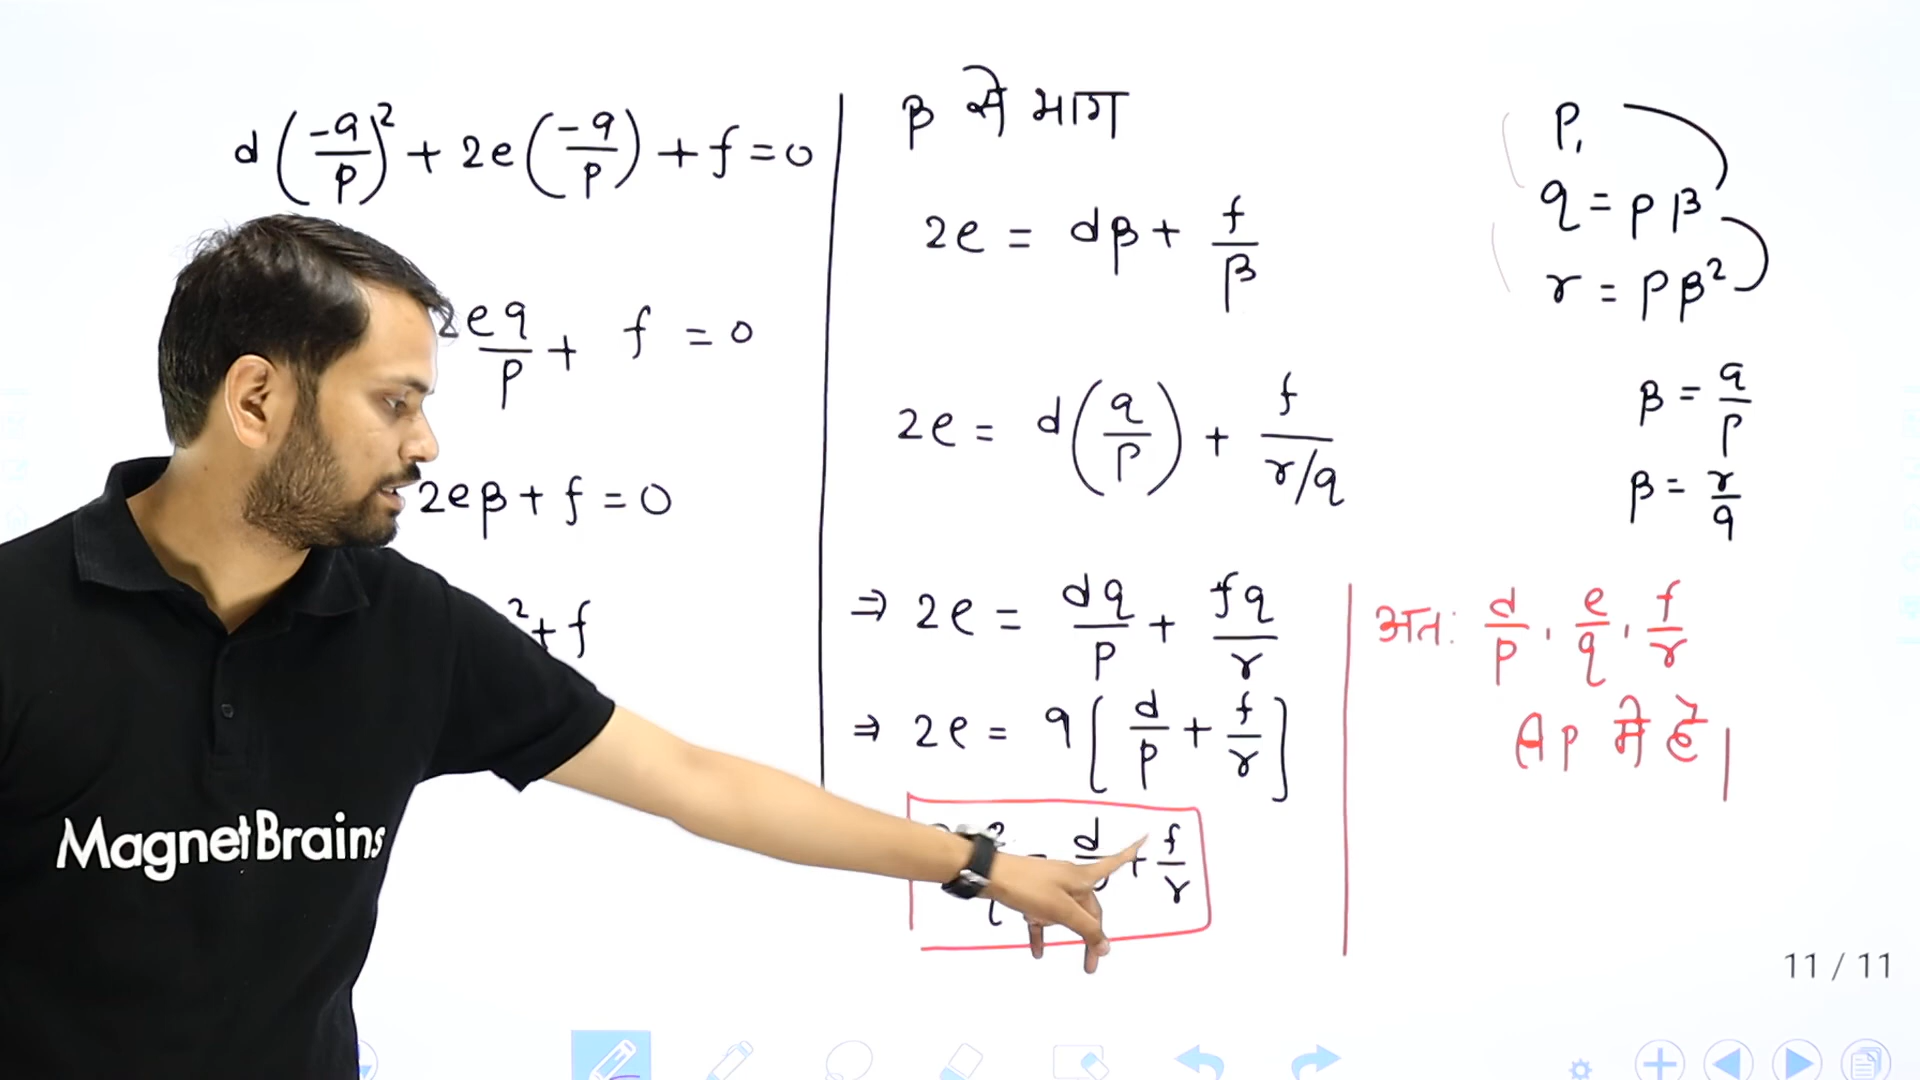 d(-q/p)² + 2e(-q/p) + f = 0
2eq/p + f = 0
2eβ + f = 0
² + f
β से भाग
2e = dβ + f/β
2e = d(q/p) + f/(r/q)
⇒ 2e = dq/p + fq/r
⇒ 2e = q[d/p + f/r]
d + f/r
p,
q = pβ
r = pβ²
β = q/p
β = r/q
अतः d/p, e/q, f/r
AP में है|
MagnetBrains
11 / 11